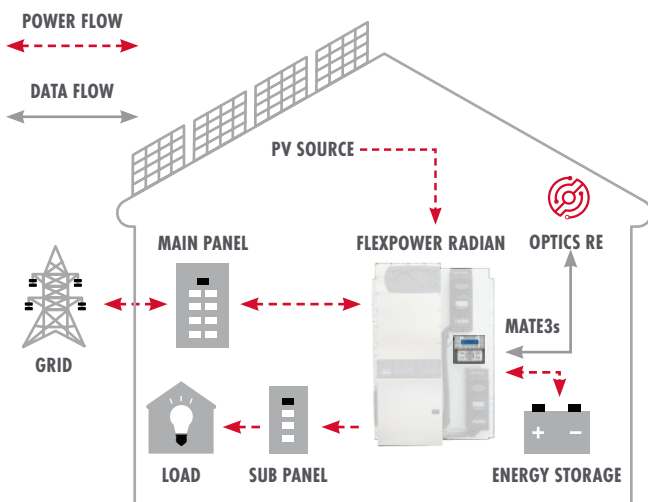 POWER FLOW
DATA FLOW
PV SOURCE
MAIN PANEL
FLEXPOWER RADIAN
OPTICS RE
MATE3s
GRID
LOAD
SUB PANEL
ENERGY STORAGE
+ −